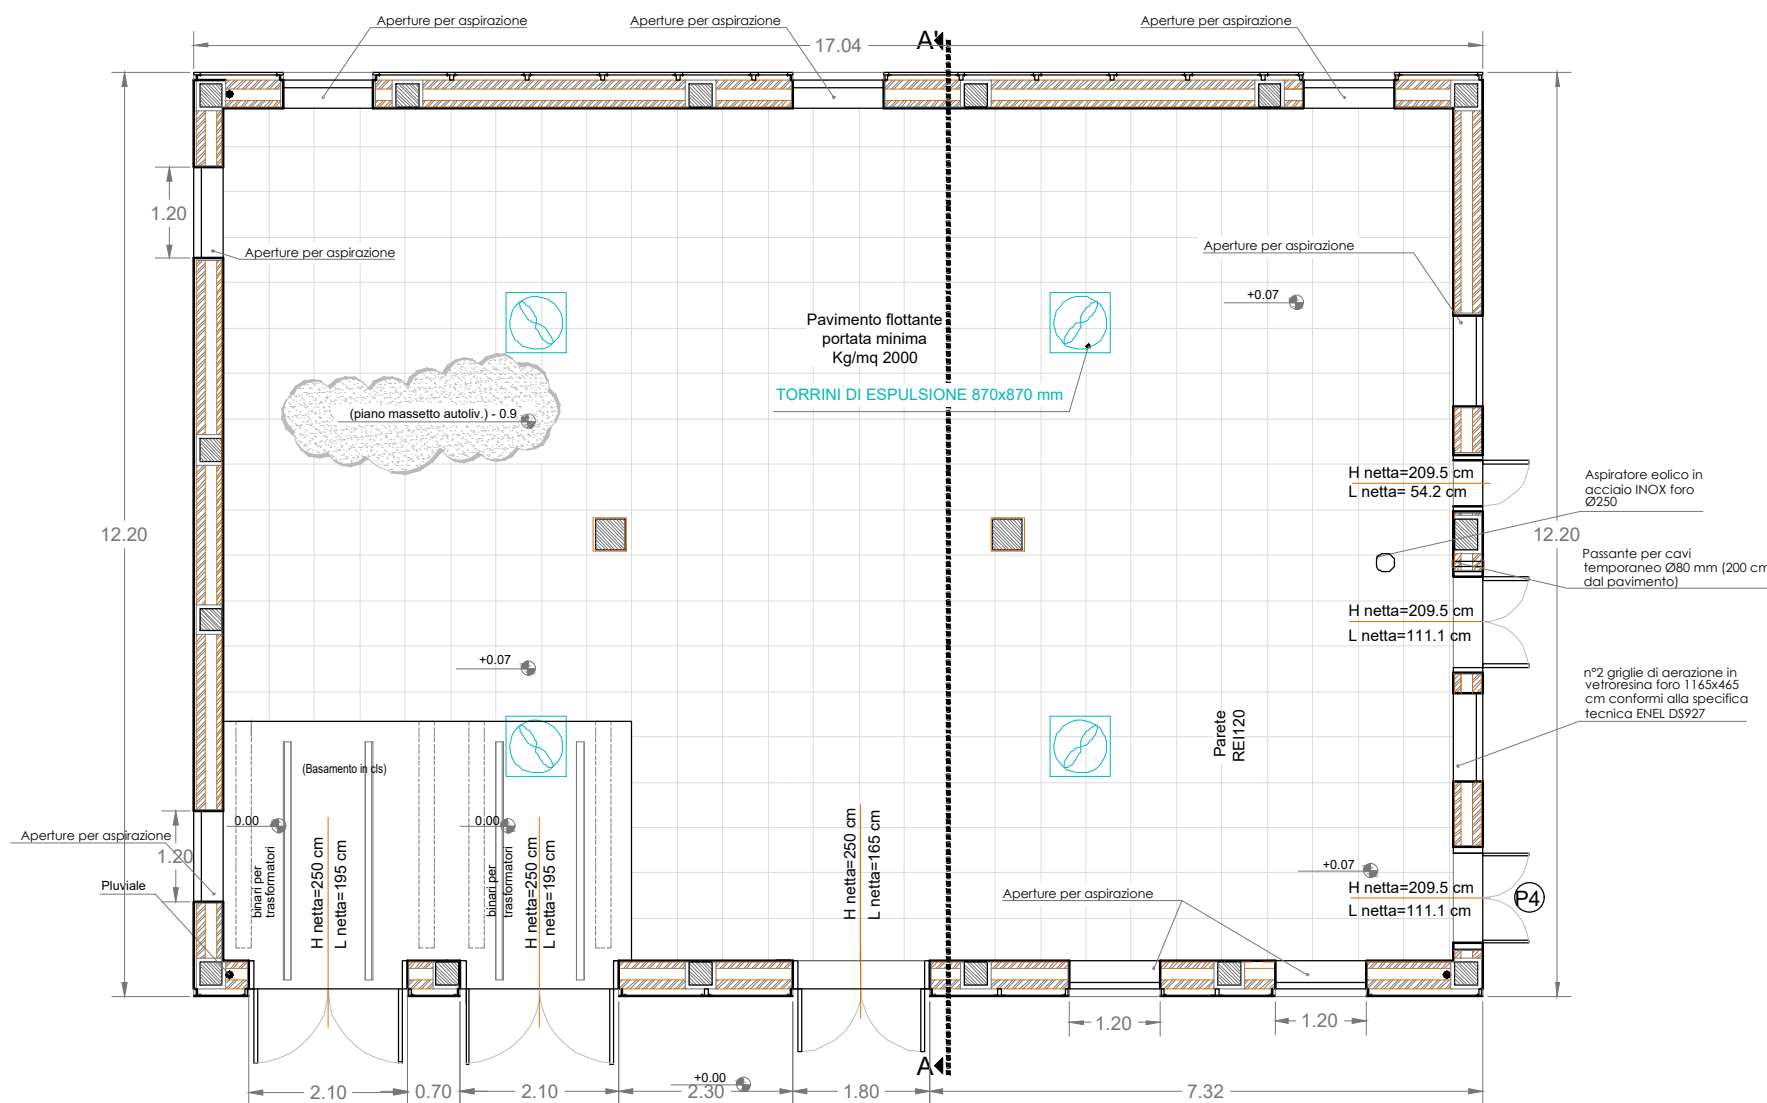 Aperture per aspirazione
Aperture per aspirazione
Aperture per aspirazione
A'
17.04
1.20
Aperture per aspirazione
Aperture per aspirazione
+0.07
Pavimento flottante
portata minima
Kg/mq 2000
TORRINI DI ESPULSIONE 870x870 mm
(piano massetto autoliv.) - 0.9
H netta=209.5 cm
L netta= 54.2 cm
Aspiratore eolico in
acciaio INOX foro
Ø250
12.20
12.20
Passante per cavi
temporaneo Ø80 mm (200 cm
dal pavimento)
H netta=209.5 cm
L netta=111.1 cm
+0.07
n°2 griglie di aerazione in
vetroresina foro 1165x465
cm conformi alla specifica
tecnica ENEL DS927
Parete
REI120
(Basamento in cls)
0.00
0.00
Aperture per aspirazione
1.20
Pluviale
binari per
trasformatori
H netta=250 cm
L netta=195 cm
binari per
trasformatori
H netta=250 cm
L netta=195 cm
H netta=250 cm
L netta=165 cm
+0.07
Aperture per aspirazione
H netta=209.5 cm
L netta=111.1 cm
P4
1.20
1.20
A
+0.00
2.10
0.70
2.10
2.30
1.80
7.32